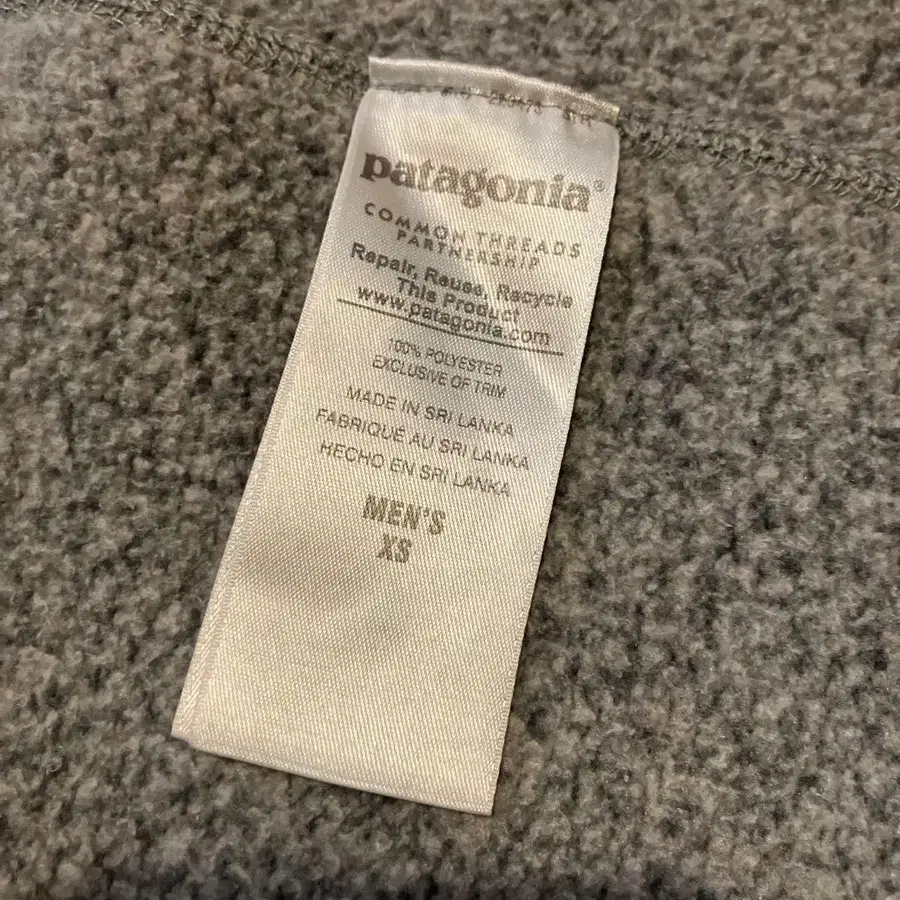 patagonia®
COMMON THREADS
PARTNERSHIP
Repair, Reuse, Recycle
This Product
www.patagonia.com
100% POLYESTER
EXCLUSIVE OF TRIM
MADE IN SRI LANKA
FABRIQUE AU SRI LANKA
HECHO EN SRI LANKA
MEN'S
XS